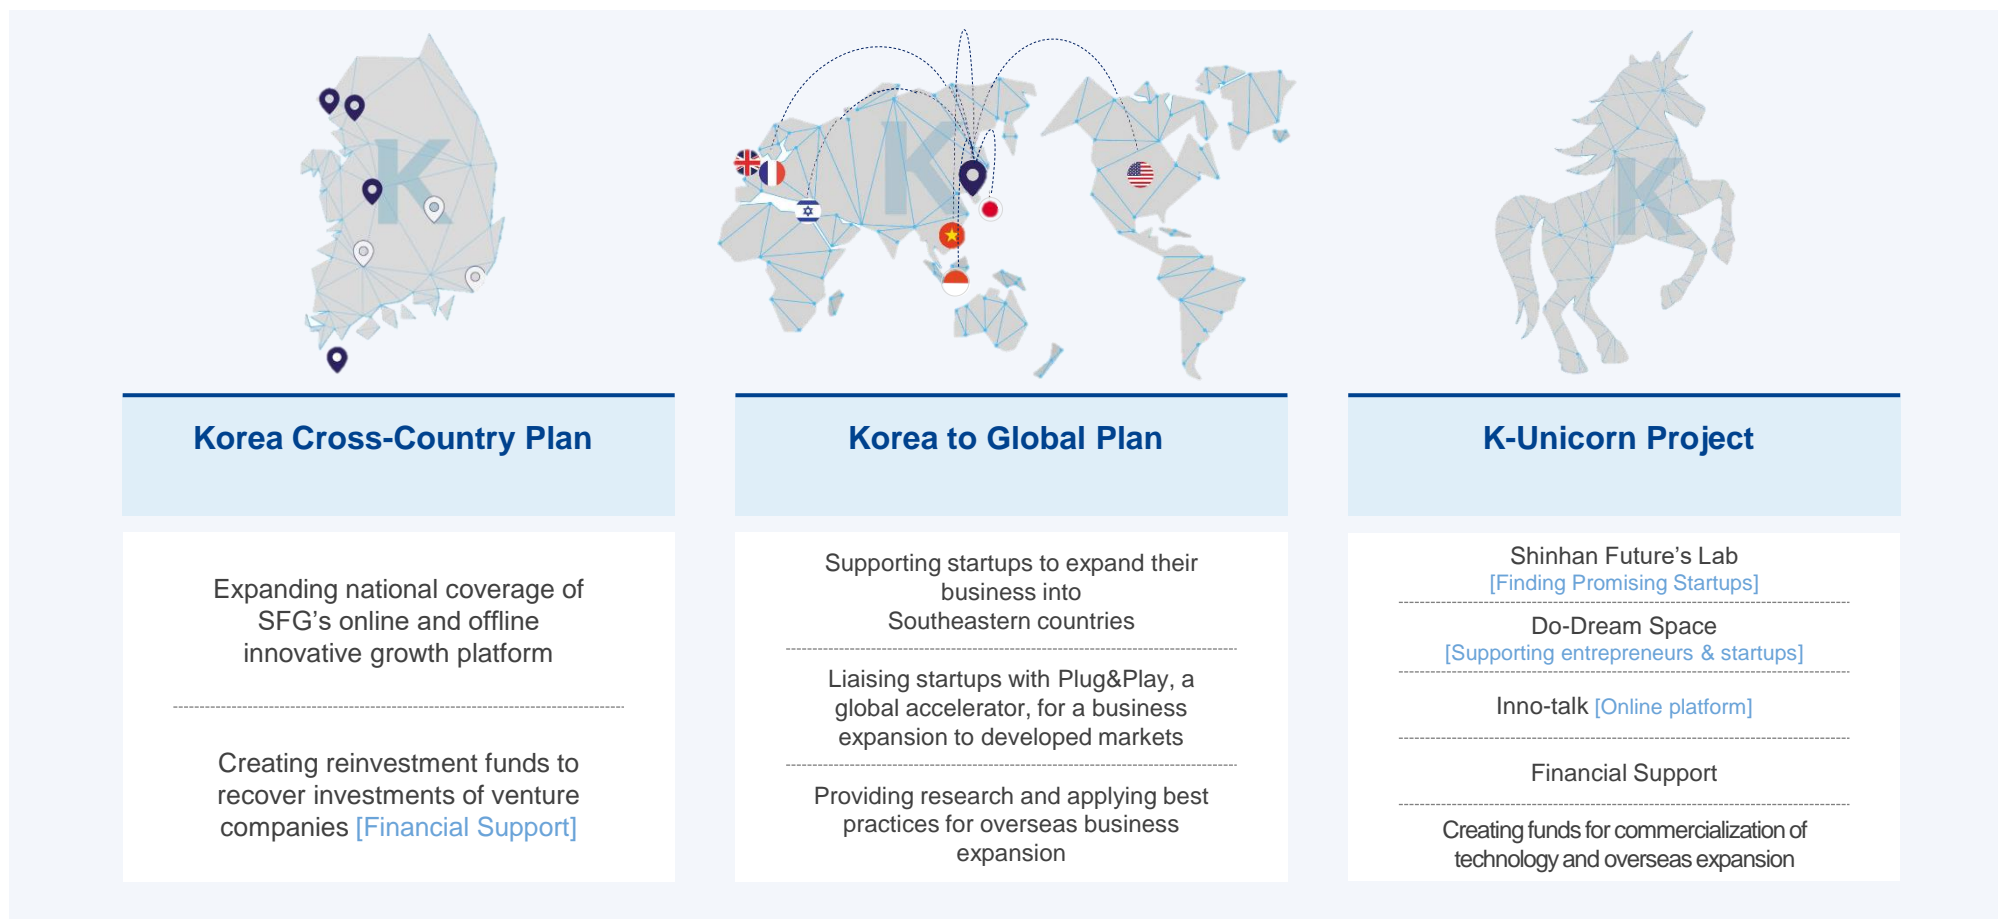 K
K
K
Korea Cross-Country Plan
Expanding national coverage of
SFG’s online and offline
innovative growth platform
Creating reinvestment funds to
recover investments of venture
companies [Financial Support]
Korea to Global Plan
Supporting startups to expand their
business into
Southeastern countries
Liaising startups with Plug&Play, a
global accelerator, for a business
expansion to developed markets
Providing research and applying best
practices for overseas business
expansion
K-Unicorn Project
Shinhan Future’s Lab
[Finding Promising Startups]
Do-Dream Space
[Supporting entrepreneurs & startups]
Inno-talk [Online platform]
Financial Support
Creating funds for commercialization of
technology and overseas expansion